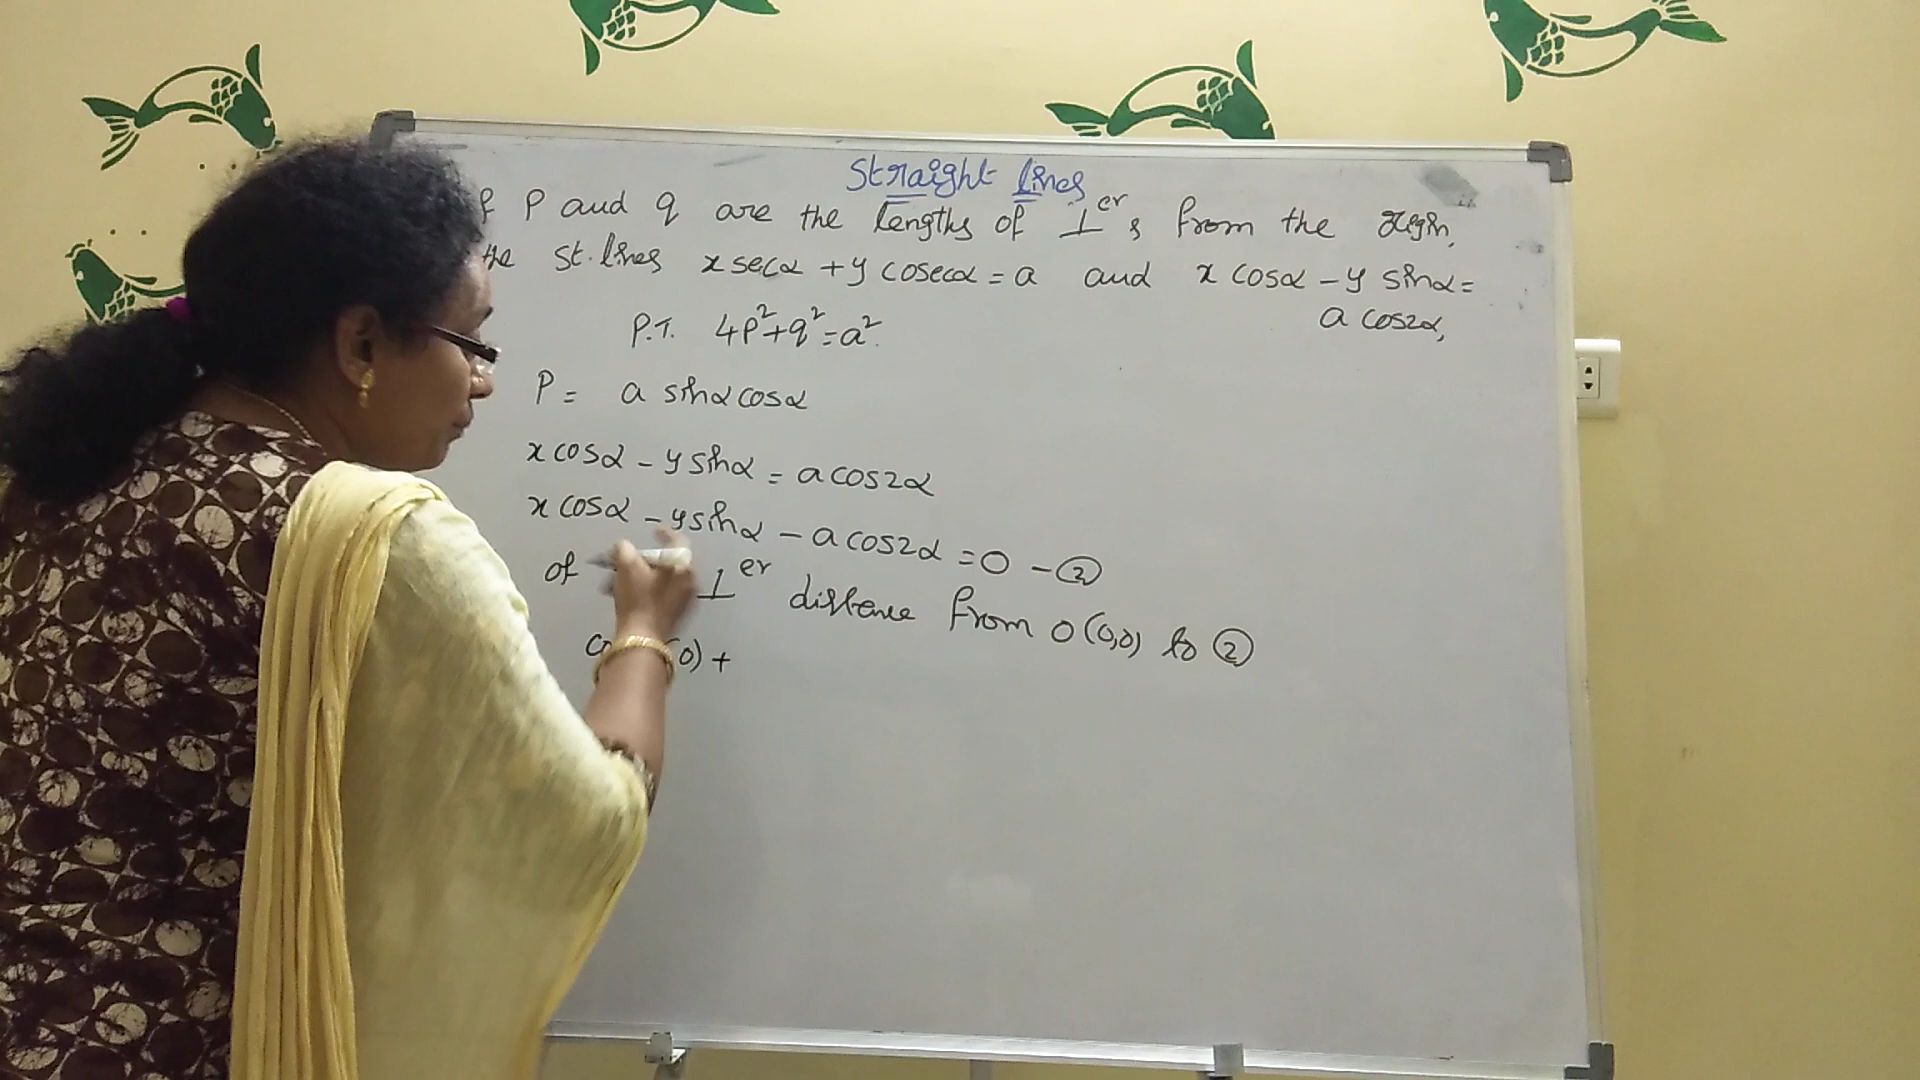 Straight lines
P and q are the lengths of ⊥er s from the origin,
the st. lines x secα + y cosecα = a and x cosα – y sinα =
a cos2α,
P.T. 4P² + q² = a².
P = a sinα cosα
x cosα – y sinα = a cos2α
x cosα – y sinα – a cos2α = 0 – ②
of ⊥er distance from O(0,0) to ②
(0) +